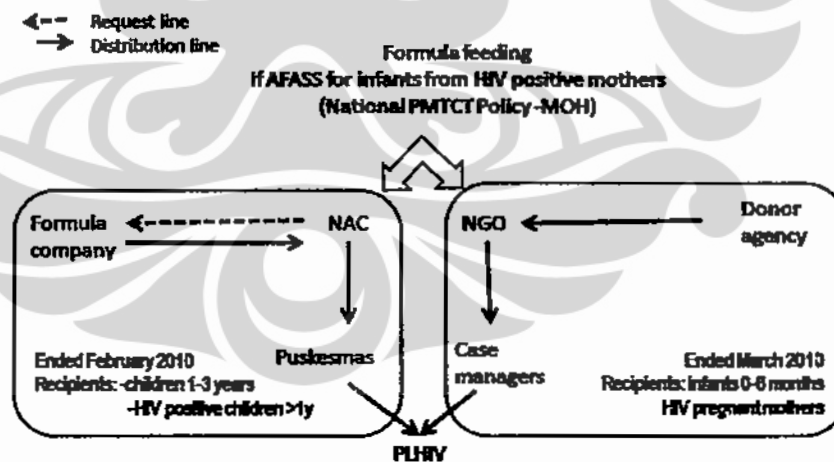 Request line
Distribution line
Formula feeding
If AFASS for infants from HIV positive mothers
(National PMTCT Policy-MOH)
Formula
company
NAC
NGO
Donor
agency
Puskesmas
Case
managers
Ended February 2010
Recipients: -children 1-3 years
-HIV positive children >1y
Ended March 2010
Recipients: Infants 0-6 months
HIV pregnant mothers
PLHIV